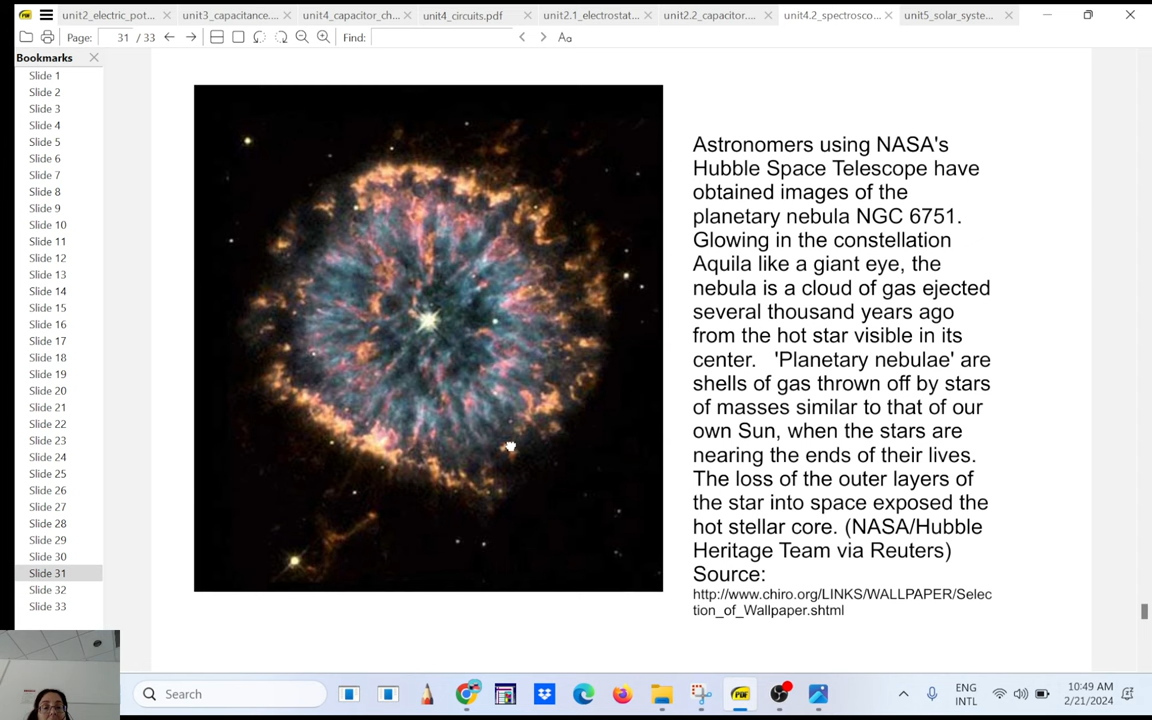 unit2_electric_pot...
unit3_capacitance....
unit4_capacitor_ch...
unit4_circuits.pdf
unit2.1_electrostat...
unit2.2_capacitor....
unit4.2_spectrosco...
unit5_solar_syste...
Page:
31 / 33
Find:
Aa
Bookmarks
Slide 1
Slide 2
Slide 3
Slide 4
Slide 5
Slide 6
Slide 7
Slide 8
Slide 9
Slide 10
Slide 11
Slide 12
Slide 13
Slide 14
Slide 15
Slide 16
Slide 17
Slide 18
Slide 19
Slide 20
Slide 21
Slide 22
Slide 23
Slide 24
Slide 25
Slide 26
Slide 27
Slide 28
Slide 29
Slide 30
Slide 31
Slide 32
Slide 33
Astronomers using NASA's
Hubble Space Telescope have
obtained images of the
planetary nebula NGC 6751.
Glowing in the constellation
Aquila like a giant eye, the
nebula is a cloud of gas ejected
several thousand years ago
from the hot star visible in its
center. 'Planetary nebulae' are
shells of gas thrown off by stars
of masses similar to that of our
own Sun, when the stars are
nearing the ends of their lives.
The loss of the outer layers of
the star into space exposed the
hot stellar core. (NASA/Hubble
Heritage Team via Reuters)
Source:
http://www.chiro.org/LINKS/WALLPAPER/Selec
tion_of_Wallpaper.shtml
Search
PDF
ENG
INTL
10:49 AM
2/21/2024